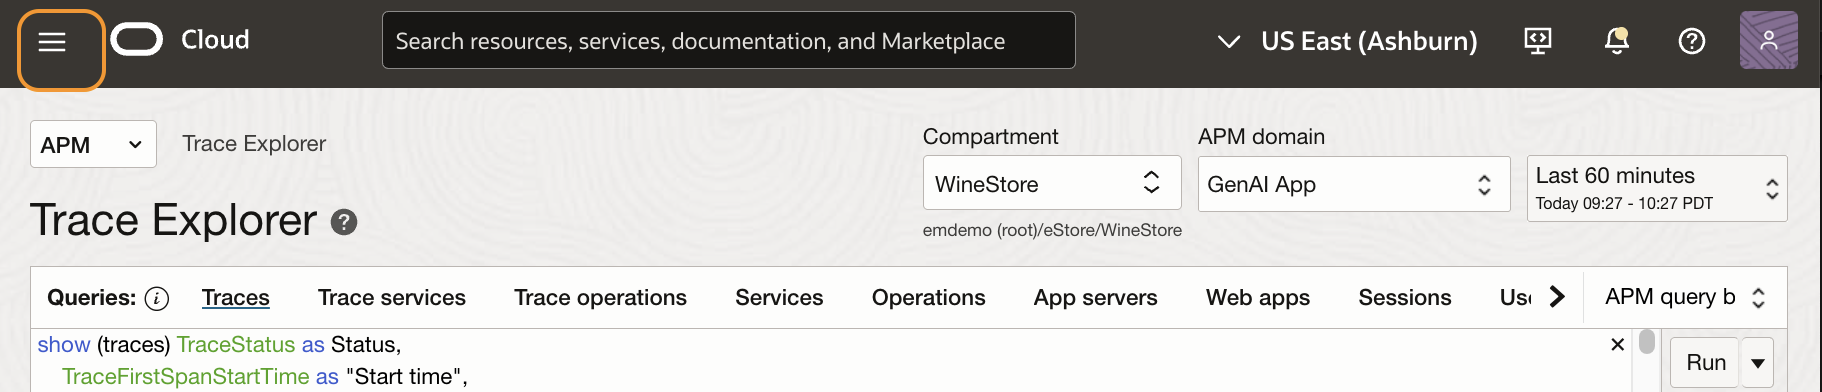 Cloud
Search resources, services, documentation, and Marketplace
US East (Ashburn)
APM
Trace Explorer
Compartment
APM domain
WineStore
GenAI App
Last 60 minutes
Today 09:27 - 10:27 PDT
emdemo (root)/eStore/WineStore
Trace Explorer
Queries: Traces Trace services Trace operations Services Operations App servers Web apps Sessions APM query b
show (traces) TraceStatus as Status,
TraceFirstSpanStartTime as "Start time",
Run